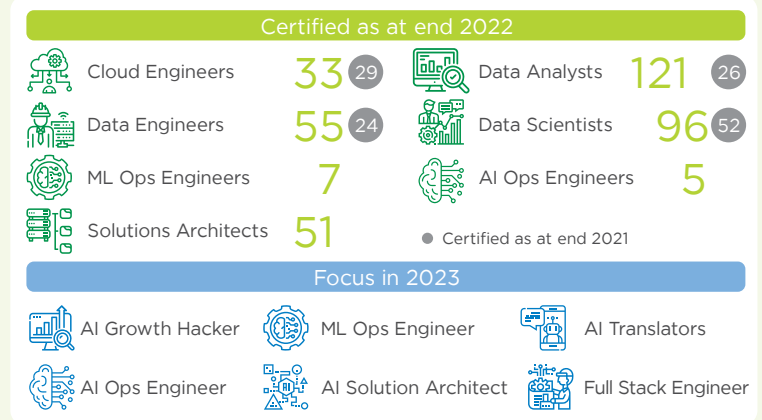 Certified as at end 2022
Cloud Engineers 33 29
Data Analysts 121 26
Data Engineers 55 24
Data Scientists 96 52
ML Ops Engineers 7
AI Ops Engineers 5
Solutions Architects 51
Certified as at end 2021
Focus in 2023
AI Growth Hacker
ML Ops Engineer
AI Translators
AI Ops Engineer
AI
AI Solution Architect
Full Stack Engineer